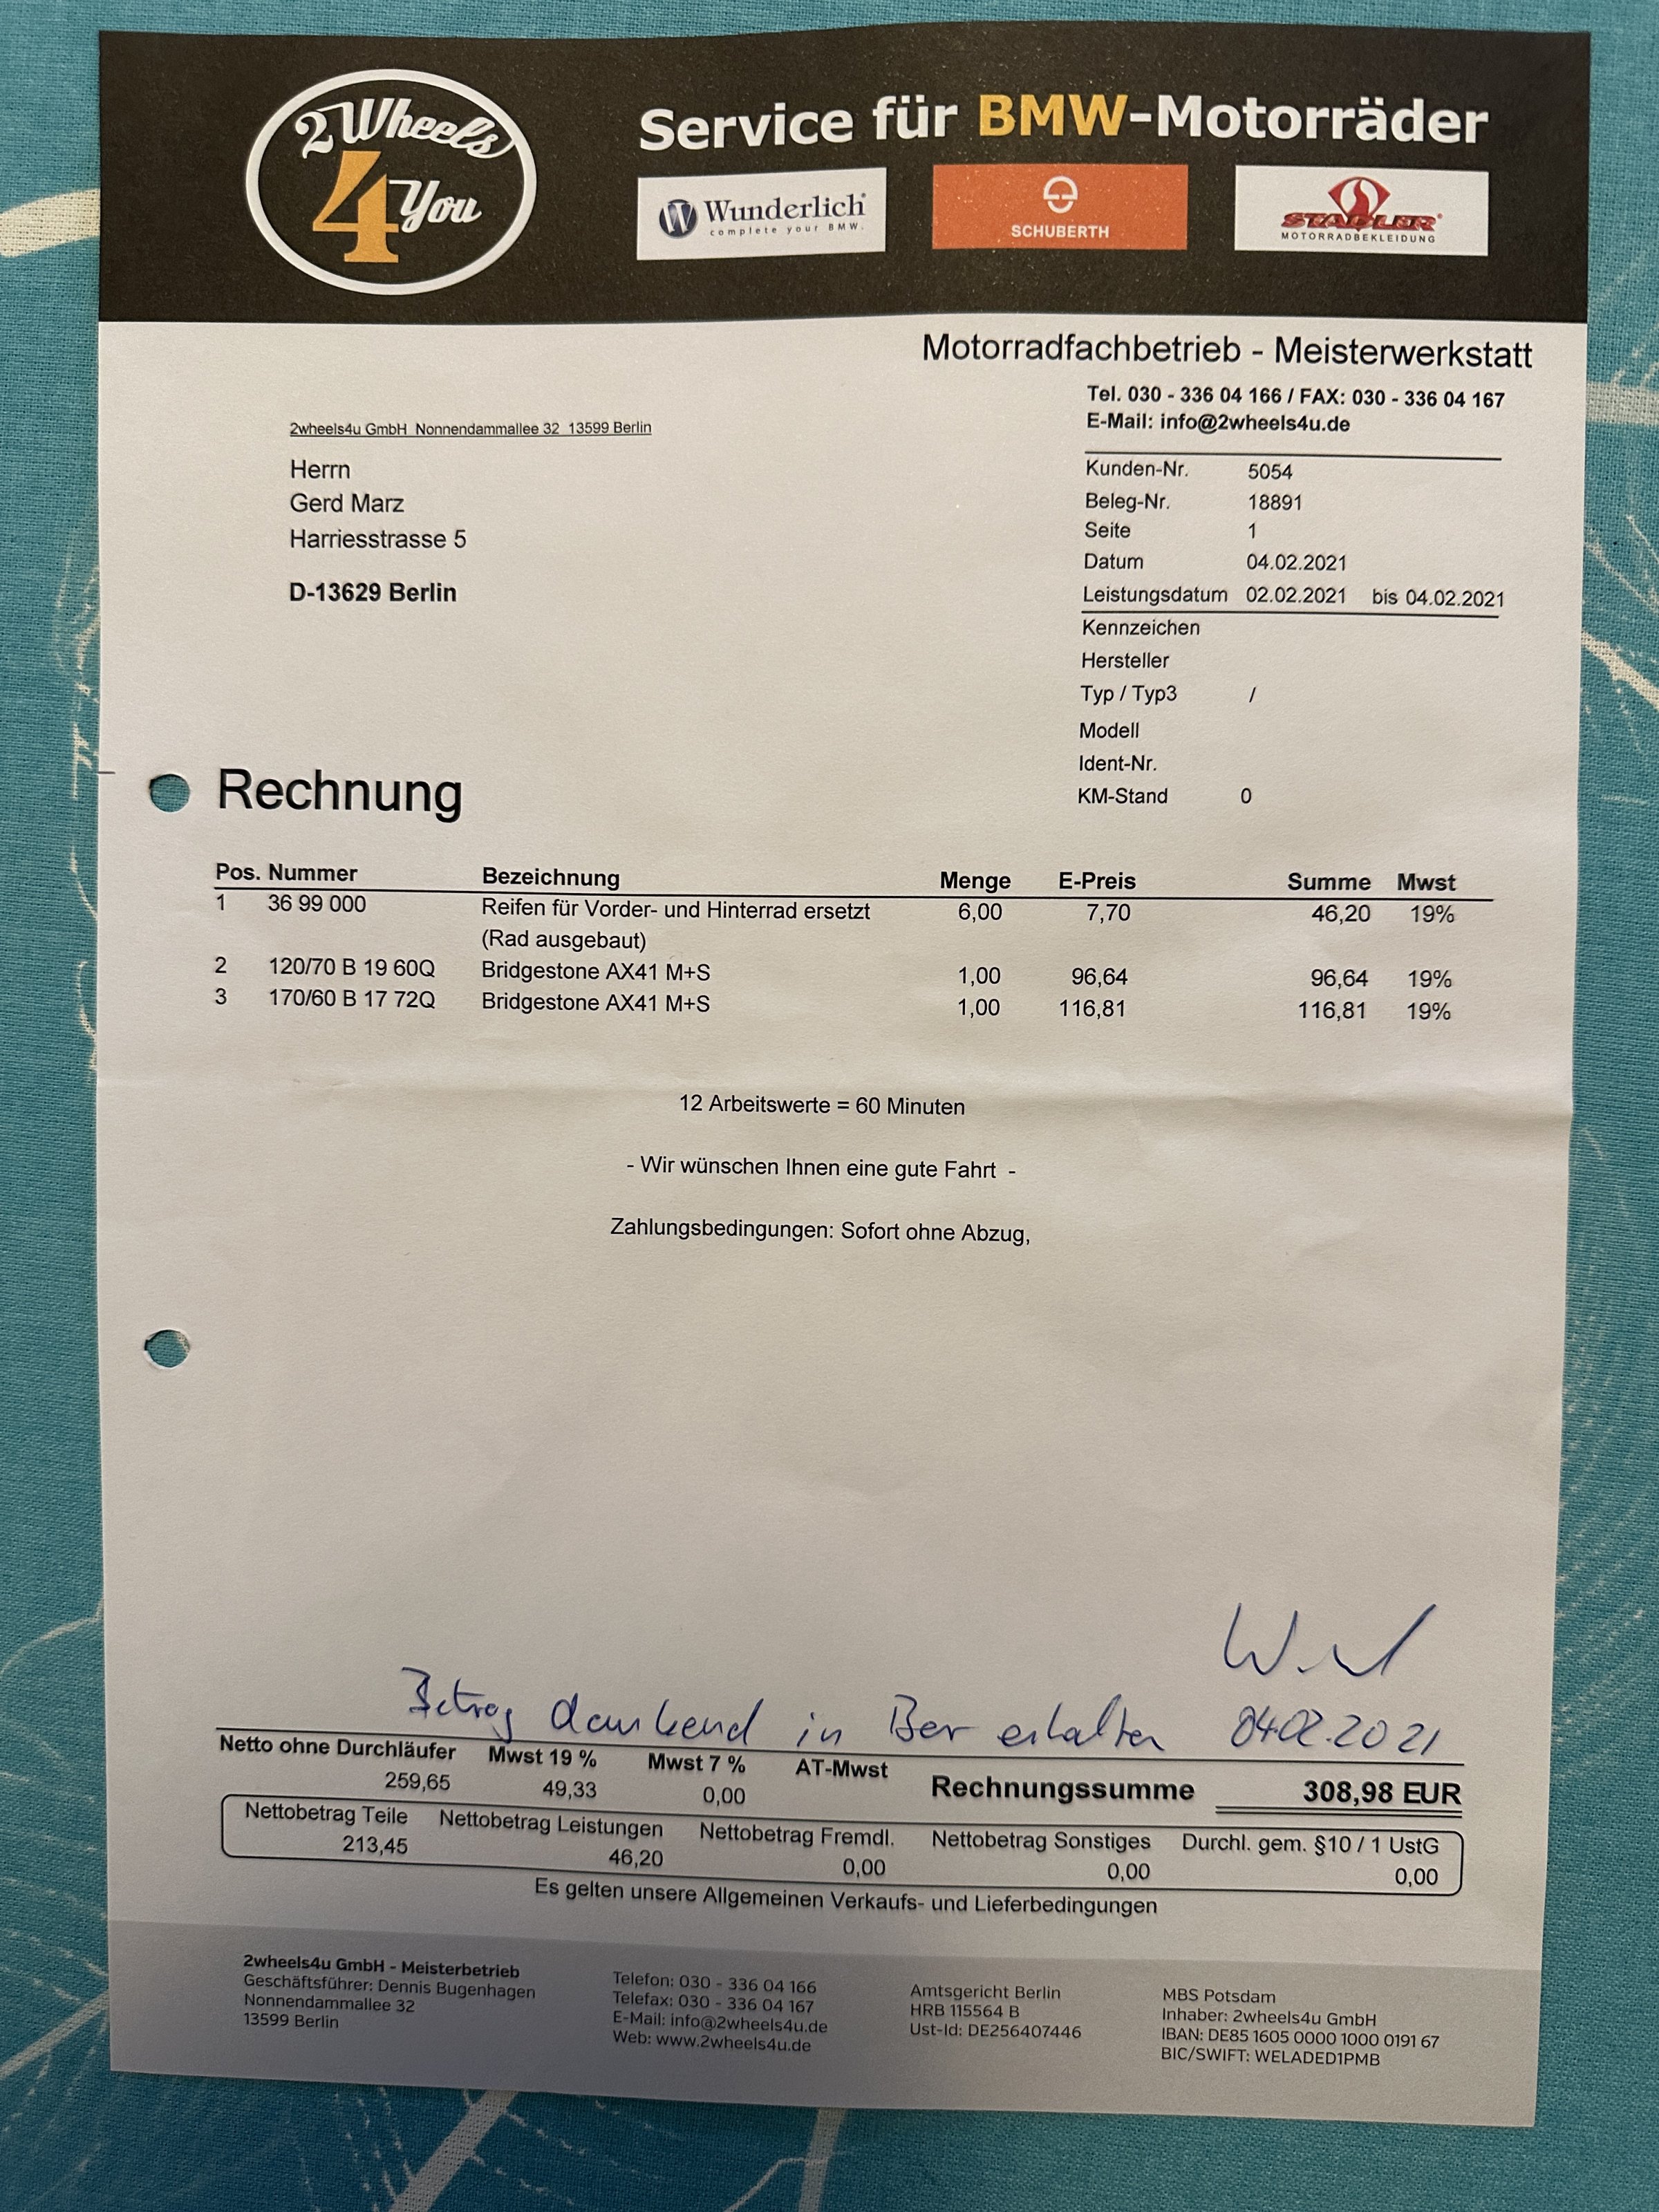 2Wheels
4 You
Service für BMW-Motorräder
Wunderlich
complete your BMW.
SCHUBERTH
STADLER
MOTORRADBEKLEIDUNG
Motorradfachbetrieb - Meisterwerkstatt
Tel. 030 - 336 04 166 / FAX: 030 - 336 04 167
E-Mail: info@2wheels4u.de
2wheels4u GmbH Nonnendammallee 32 13599 Berlin
Herrn
Gerd Marz
Harriesstrasse 5
D-13629 Berlin
Kunden-Nr. 5054
Beleg-Nr. 18891
Seite 1
Datum 04.02.2021
Leistungsdatum 02.02.2021 bis 04.02.2021
Kennzeichen
Hersteller
Typ / Typ3 /
Modell
Ident-Nr.
KM-Stand 0
Rechnung
Pos. Nummer Bezeichnung Menge E-Preis Summe Mwst
1 36 99 000 Reifen für Vorder- und Hinterrad ersetzt 6,00 7,70 46,20 19%
(Rad ausgebaut)
2 120/70 B 19 60Q Bridgestone AX41 M+S 1,00 96,64 96,64 19%
3 170/60 B 17 72Q Bridgestone AX41 M+S 1,00 116,81 116,81 19%
12 Arbeitswerte = 60 Minuten
- Wir wünschen Ihnen eine gute Fahrt -
Zahlungsbedingungen: Sofort ohne Abzug,
Betrag dankend in Bar erhalten 04.02.2021
Netto ohne Durchläufer Mwst 19 % Mwst 7 % AT-Mwst Rechnungssumme 308,98 EUR
259,65 49,33 0,00
Nettobetrag Teile Nettobetrag Leistungen Nettobetrag Fremdl. Nettobetrag Sonstiges Durchl. gem. §10 / 1 UstG
213,45 46,20 0,00 0,00 0,00
Es gelten unsere Allgemeinen Verkaufs- und Lieferbedingungen
2wheels4u GmbH - Meisterbetrieb
Geschäftsführer: Dennis Bugenhagen
Nonnendammallee 32
13599 Berlin
Telefon: 030 - 336 04 166
Telefax: 030 - 336 04 167
E-Mail: info@2wheels4u.de
Web: www.2wheels4u.de
Amtsgericht Berlin
HRB 115564 B
Ust-Id: DE256407446
MBS Potsdam
Inhaber: 2wheels4u GmbH
IBAN: DE85 1605 0000 1000 0191 67
BIC/SWIFT: WELADED1PMB